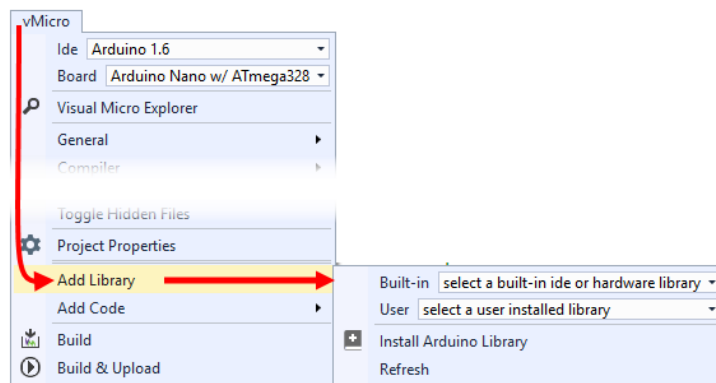 vMicro
Ide Arduino 1.6
Board Arduino Nano w/ ATmega328
Visual Micro Explorer
General
Compiler
Toggle Hidden Files
Project Properties
Add Library
Add Code
Build
Build & Upload
Built-in select a built-in ide or hardware library
User select a user installed library
Install Arduino Library
Refresh